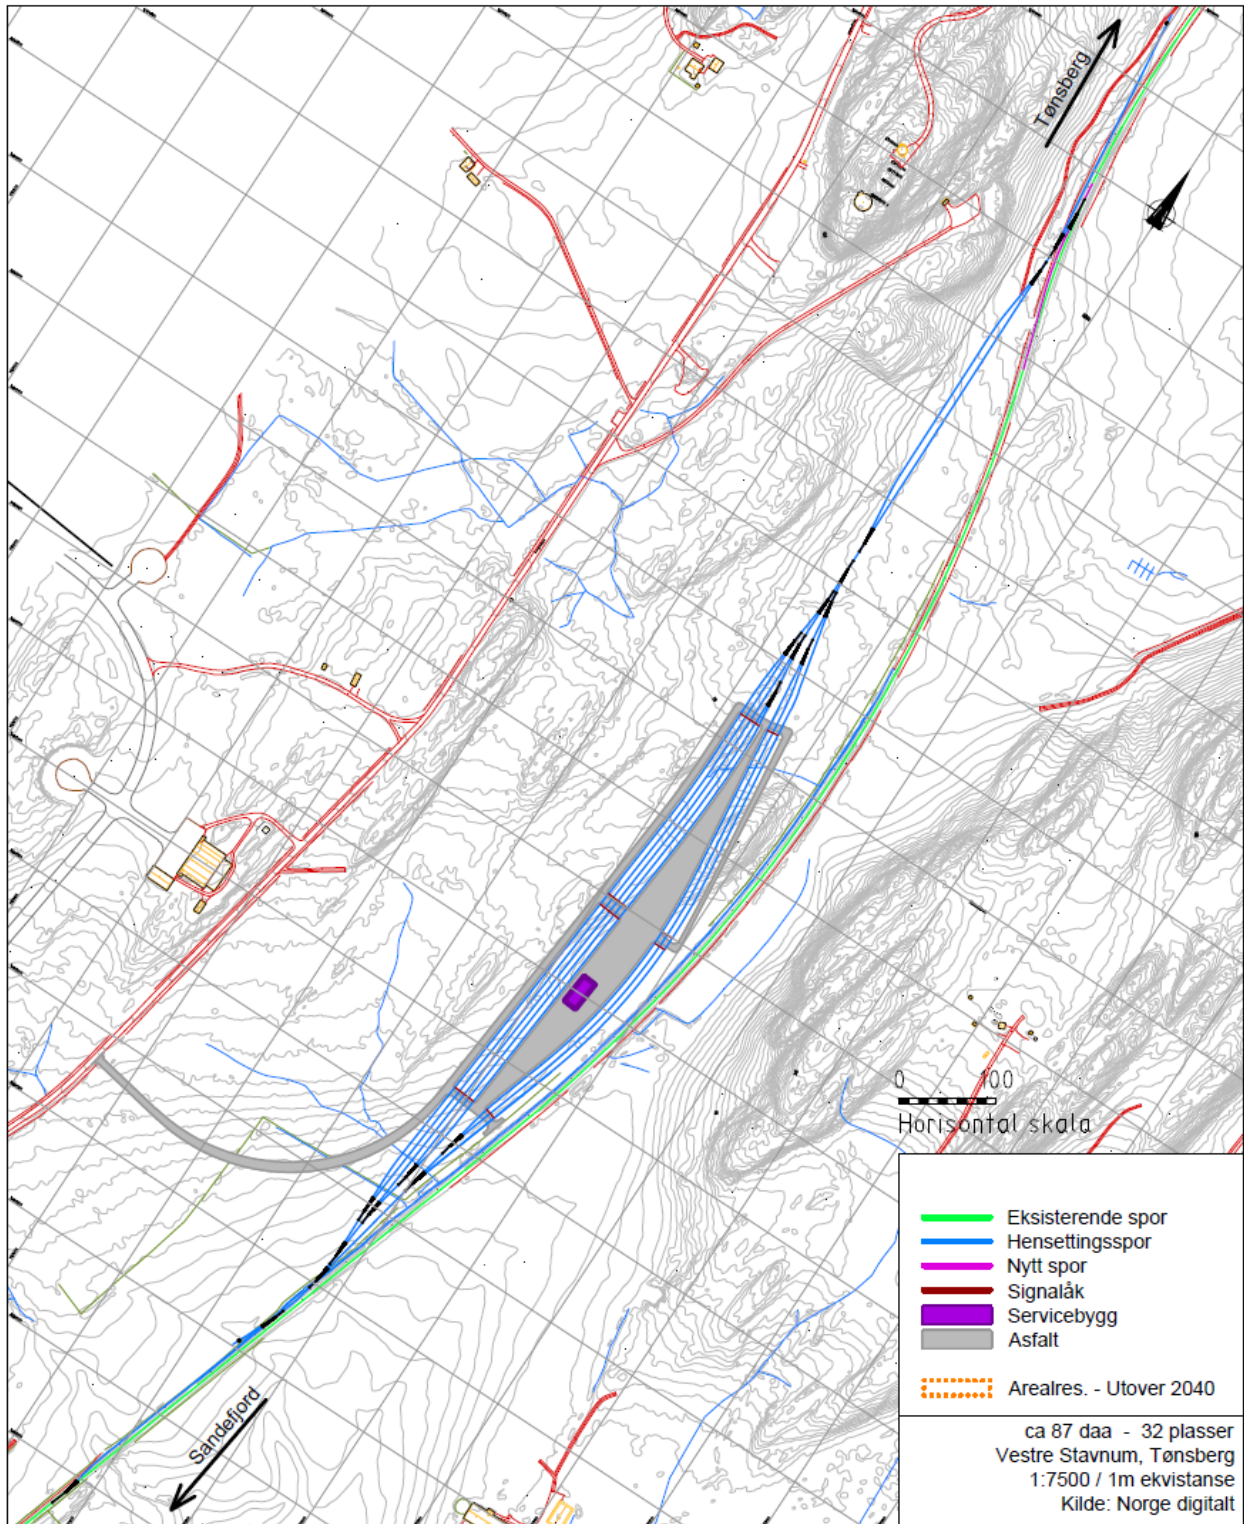 Tønsberg
0 100
Horisontal skala
Eksisterende spor
Hensettingsspor
Nytt spor
Signalåk
Servicebygg
Asfalt
Arealres. - Utover 2040
Sandefjord
ca 87 daa - 32 plasser
Vestre Stavnum, Tønsberg
1:7500 / 1m ekvistanse
Kilde: Norge digitalt